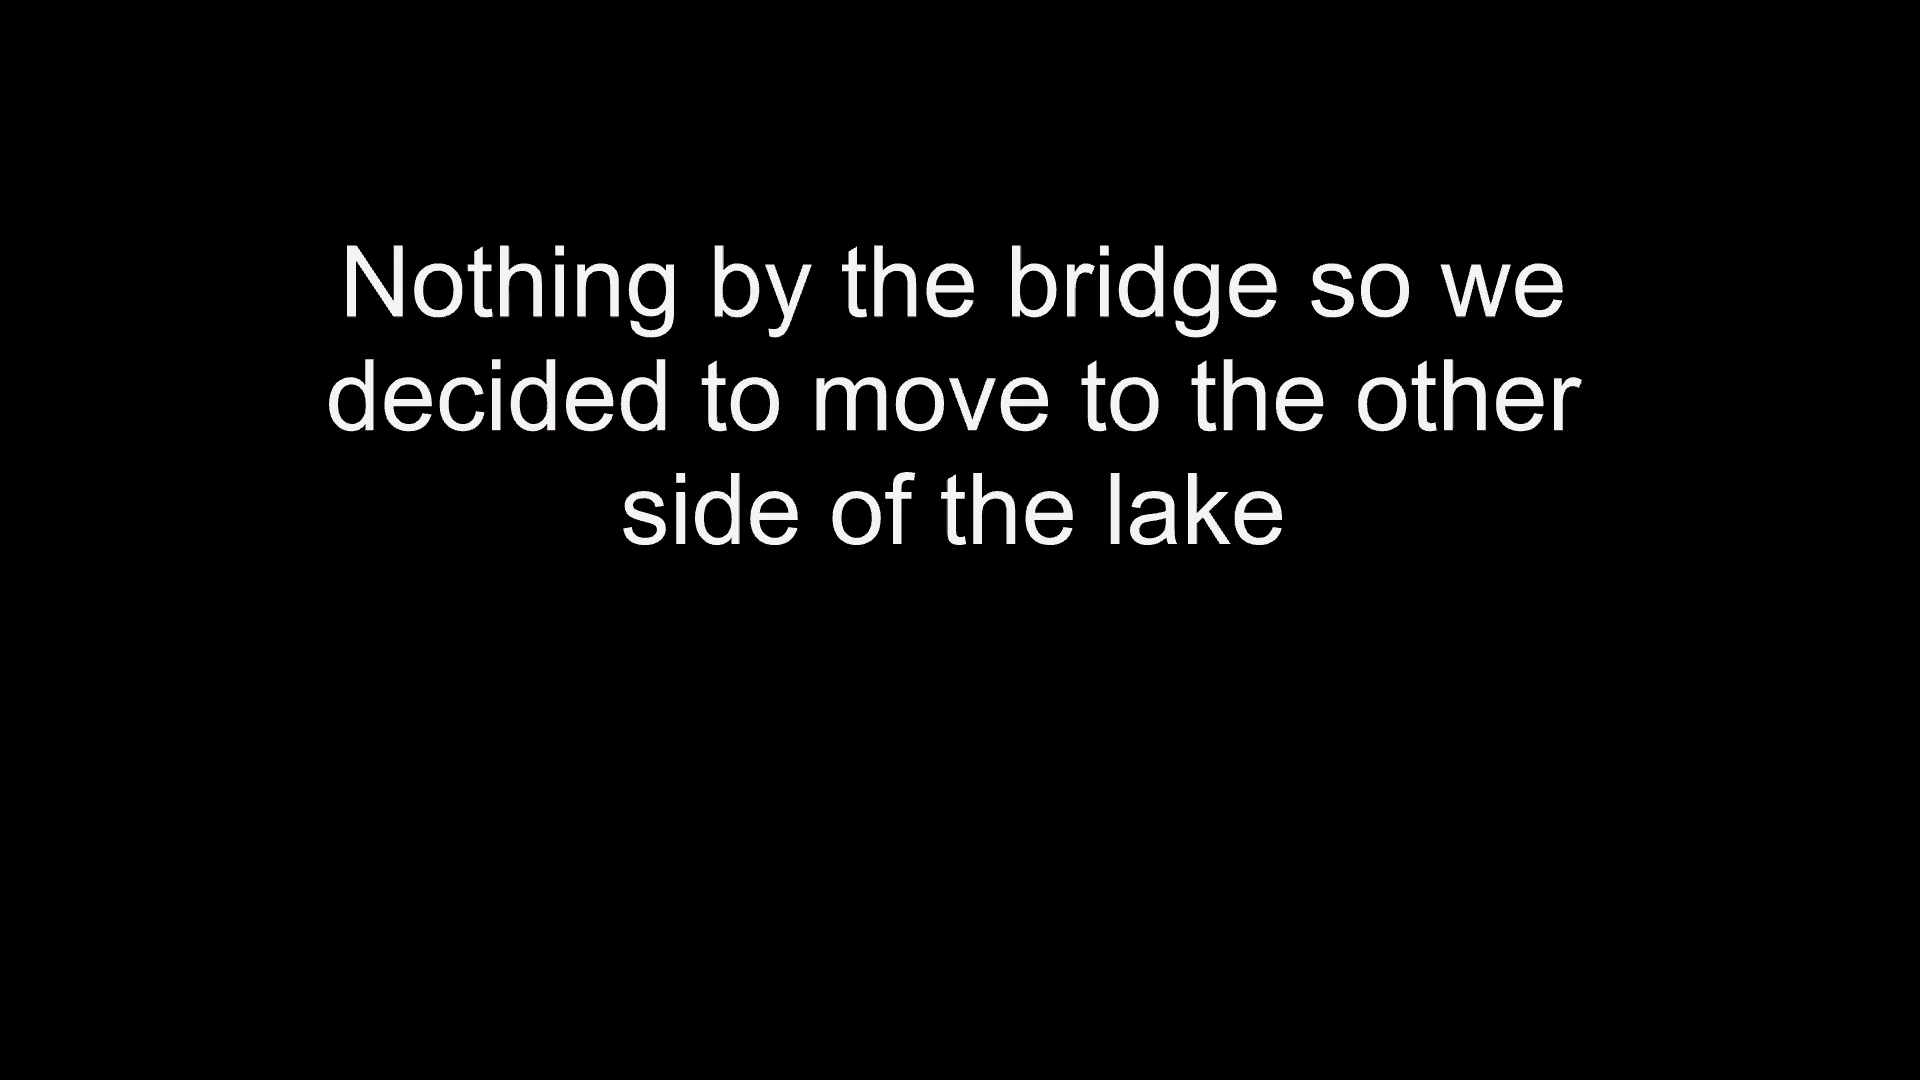 Nothing by the bridge so we
decided to move to the other
side of the lake